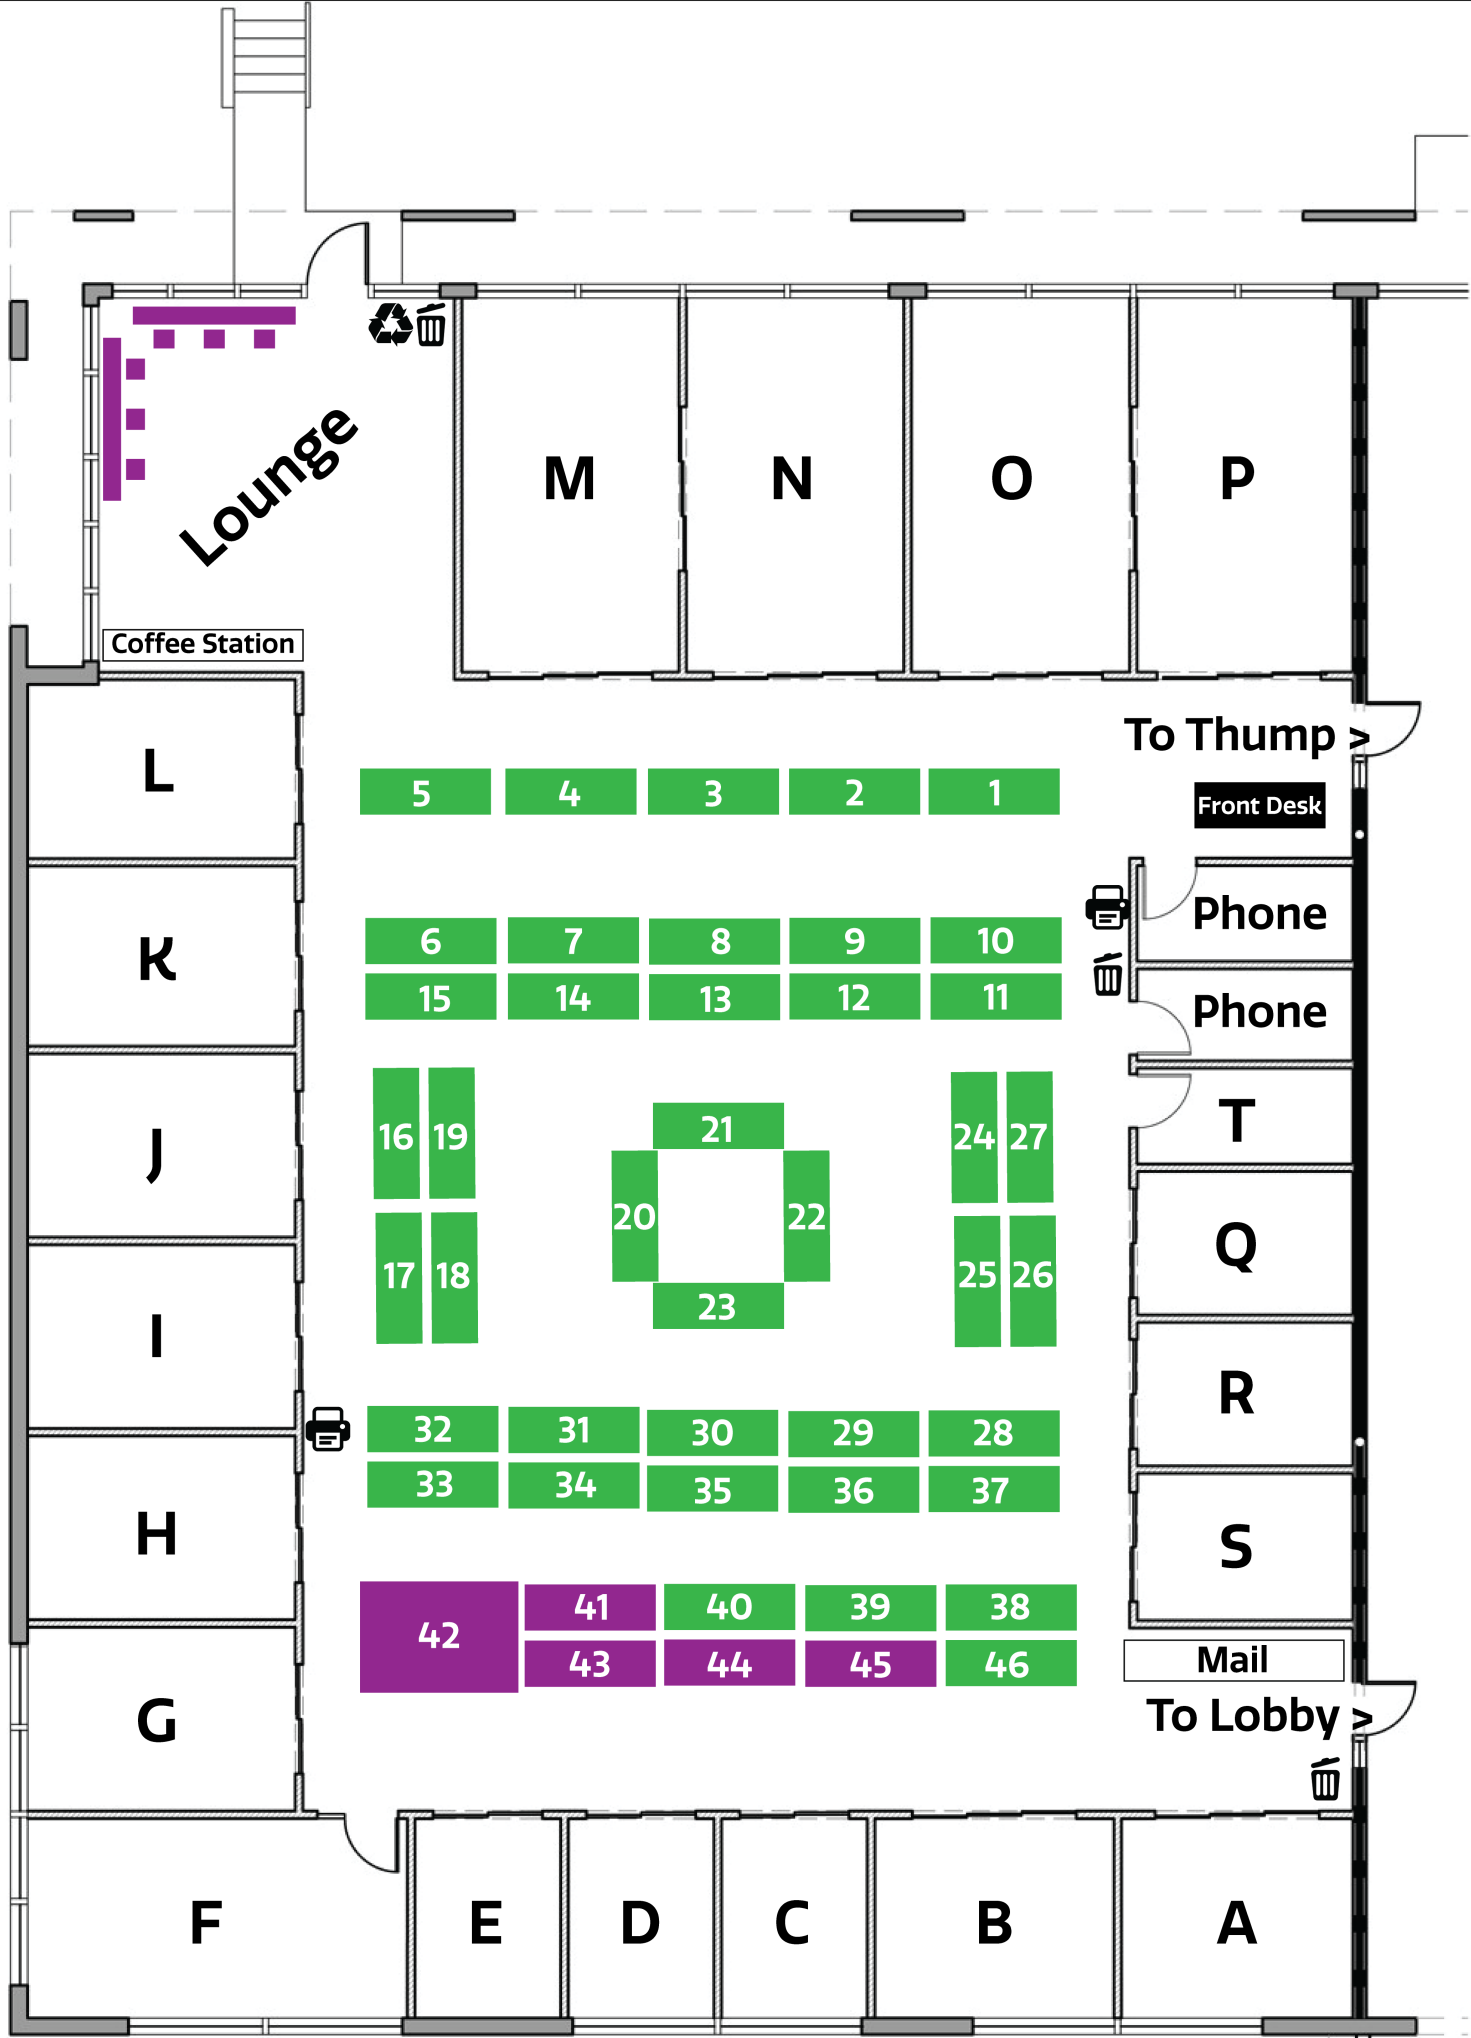 M N O P
Lounge
Coffee Station
L
To Thump >
5 4 3 2 1
Front Desk
Phone
6 7 8 9 10
K
15 14 13 12 11
Phone
16 19 21 24 27
T
J
20 22
Q
17 18 25 26
23
I
R
32 31 30 29 28
33 34 35 36 37
H
S
42
41 40 39 38
43 44 45 46
Mail
G
To Lobby >
F E D C B A